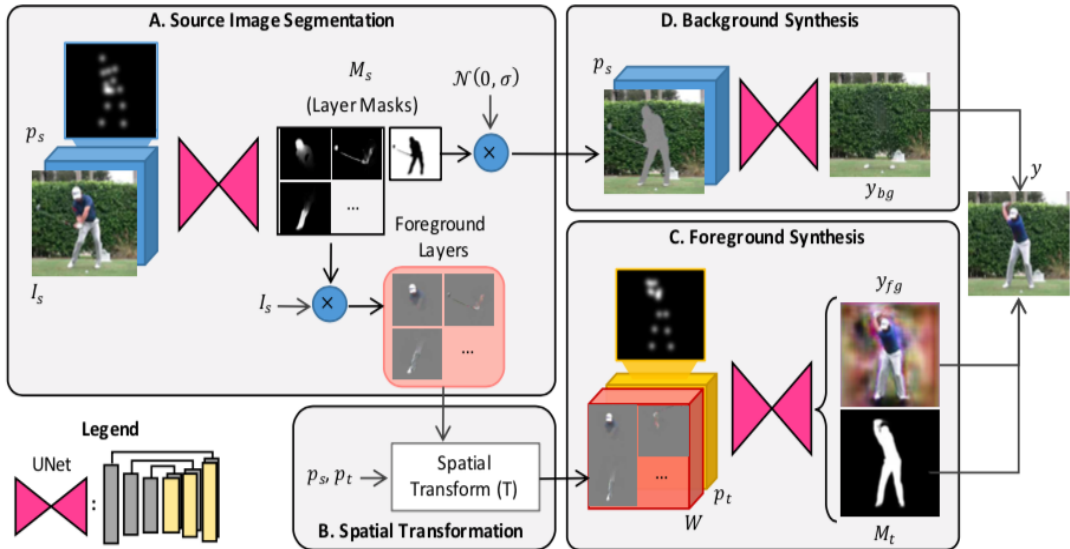 A. Source Image Segmentation
p_s
I_s
M_s
(Layer Masks)
...
𝒩(0, σ)
×
Foreground
Layers
I_s
×
...
D. Background Synthesis
p_s
y_bg
y
C. Foreground Synthesis
y_fg
...
p_t
W
M_t
Legend
UNet
:
p_s, p_t
Spatial
Transform (T)
B. Spatial Transformation